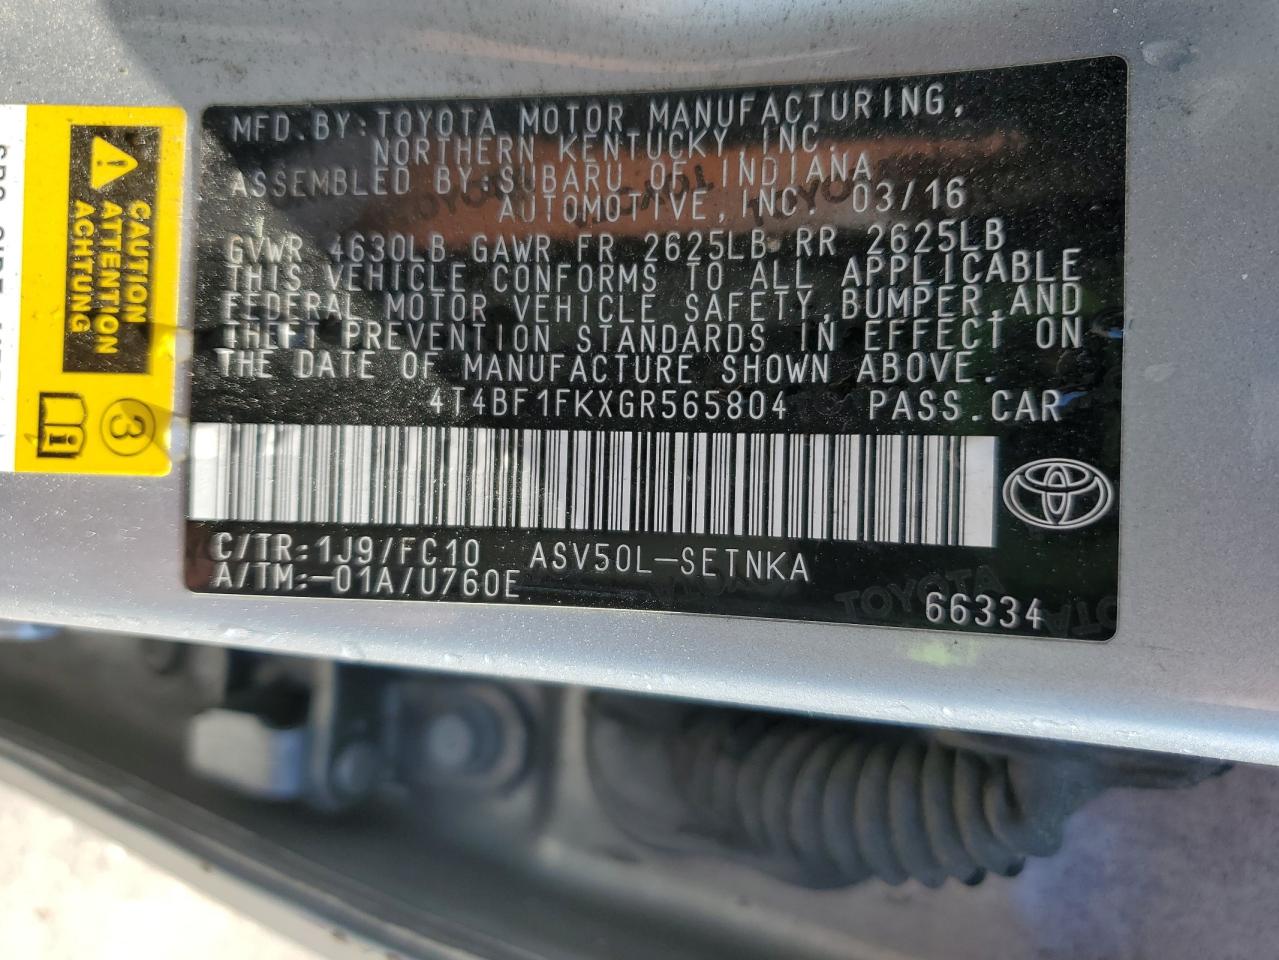 MFD.BY:TOYOTA MOTOR MANUFACTURING,
NORTHERN KENTUCKY INC.
ASSEMBLED BY:SUBARU OF INDIANA
AUTOMOTIVE,INC. 03/16
GVWR 4630LB GAWR FR 2625LB RR 2625LB
THIS VEHICLE CONFORMS TO ALL APPLICABLE
FEDERAL MOTOR VEHICLE SAFETY,BUMPER,AND
THEFT PREVENTION STANDARDS IN EFFECT ON
THE DATE OF MANUFACTURE SHOWN ABOVE.
4T4BF1FKXGR565804 PASS.CAR
C/TR:1J9/FC10 ASV50L-SETNKA
A/TM:-01A/U760E
66334
CAUTION
ATTENTION
ACHTUNG
3